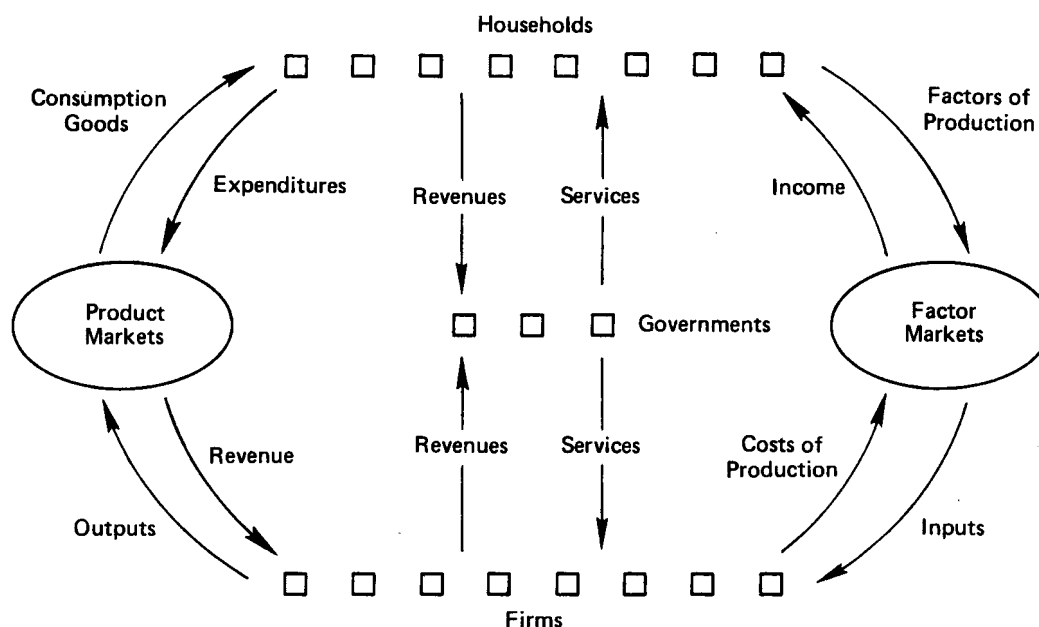 Households
Consumption
Goods
Factors of
Production
Expenditures
Revenues
Services
Income
Product
Markets
Governments
Factor
Markets
Revenue
Revenues
Services
Costs of
Production
Outputs
Inputs
Firms